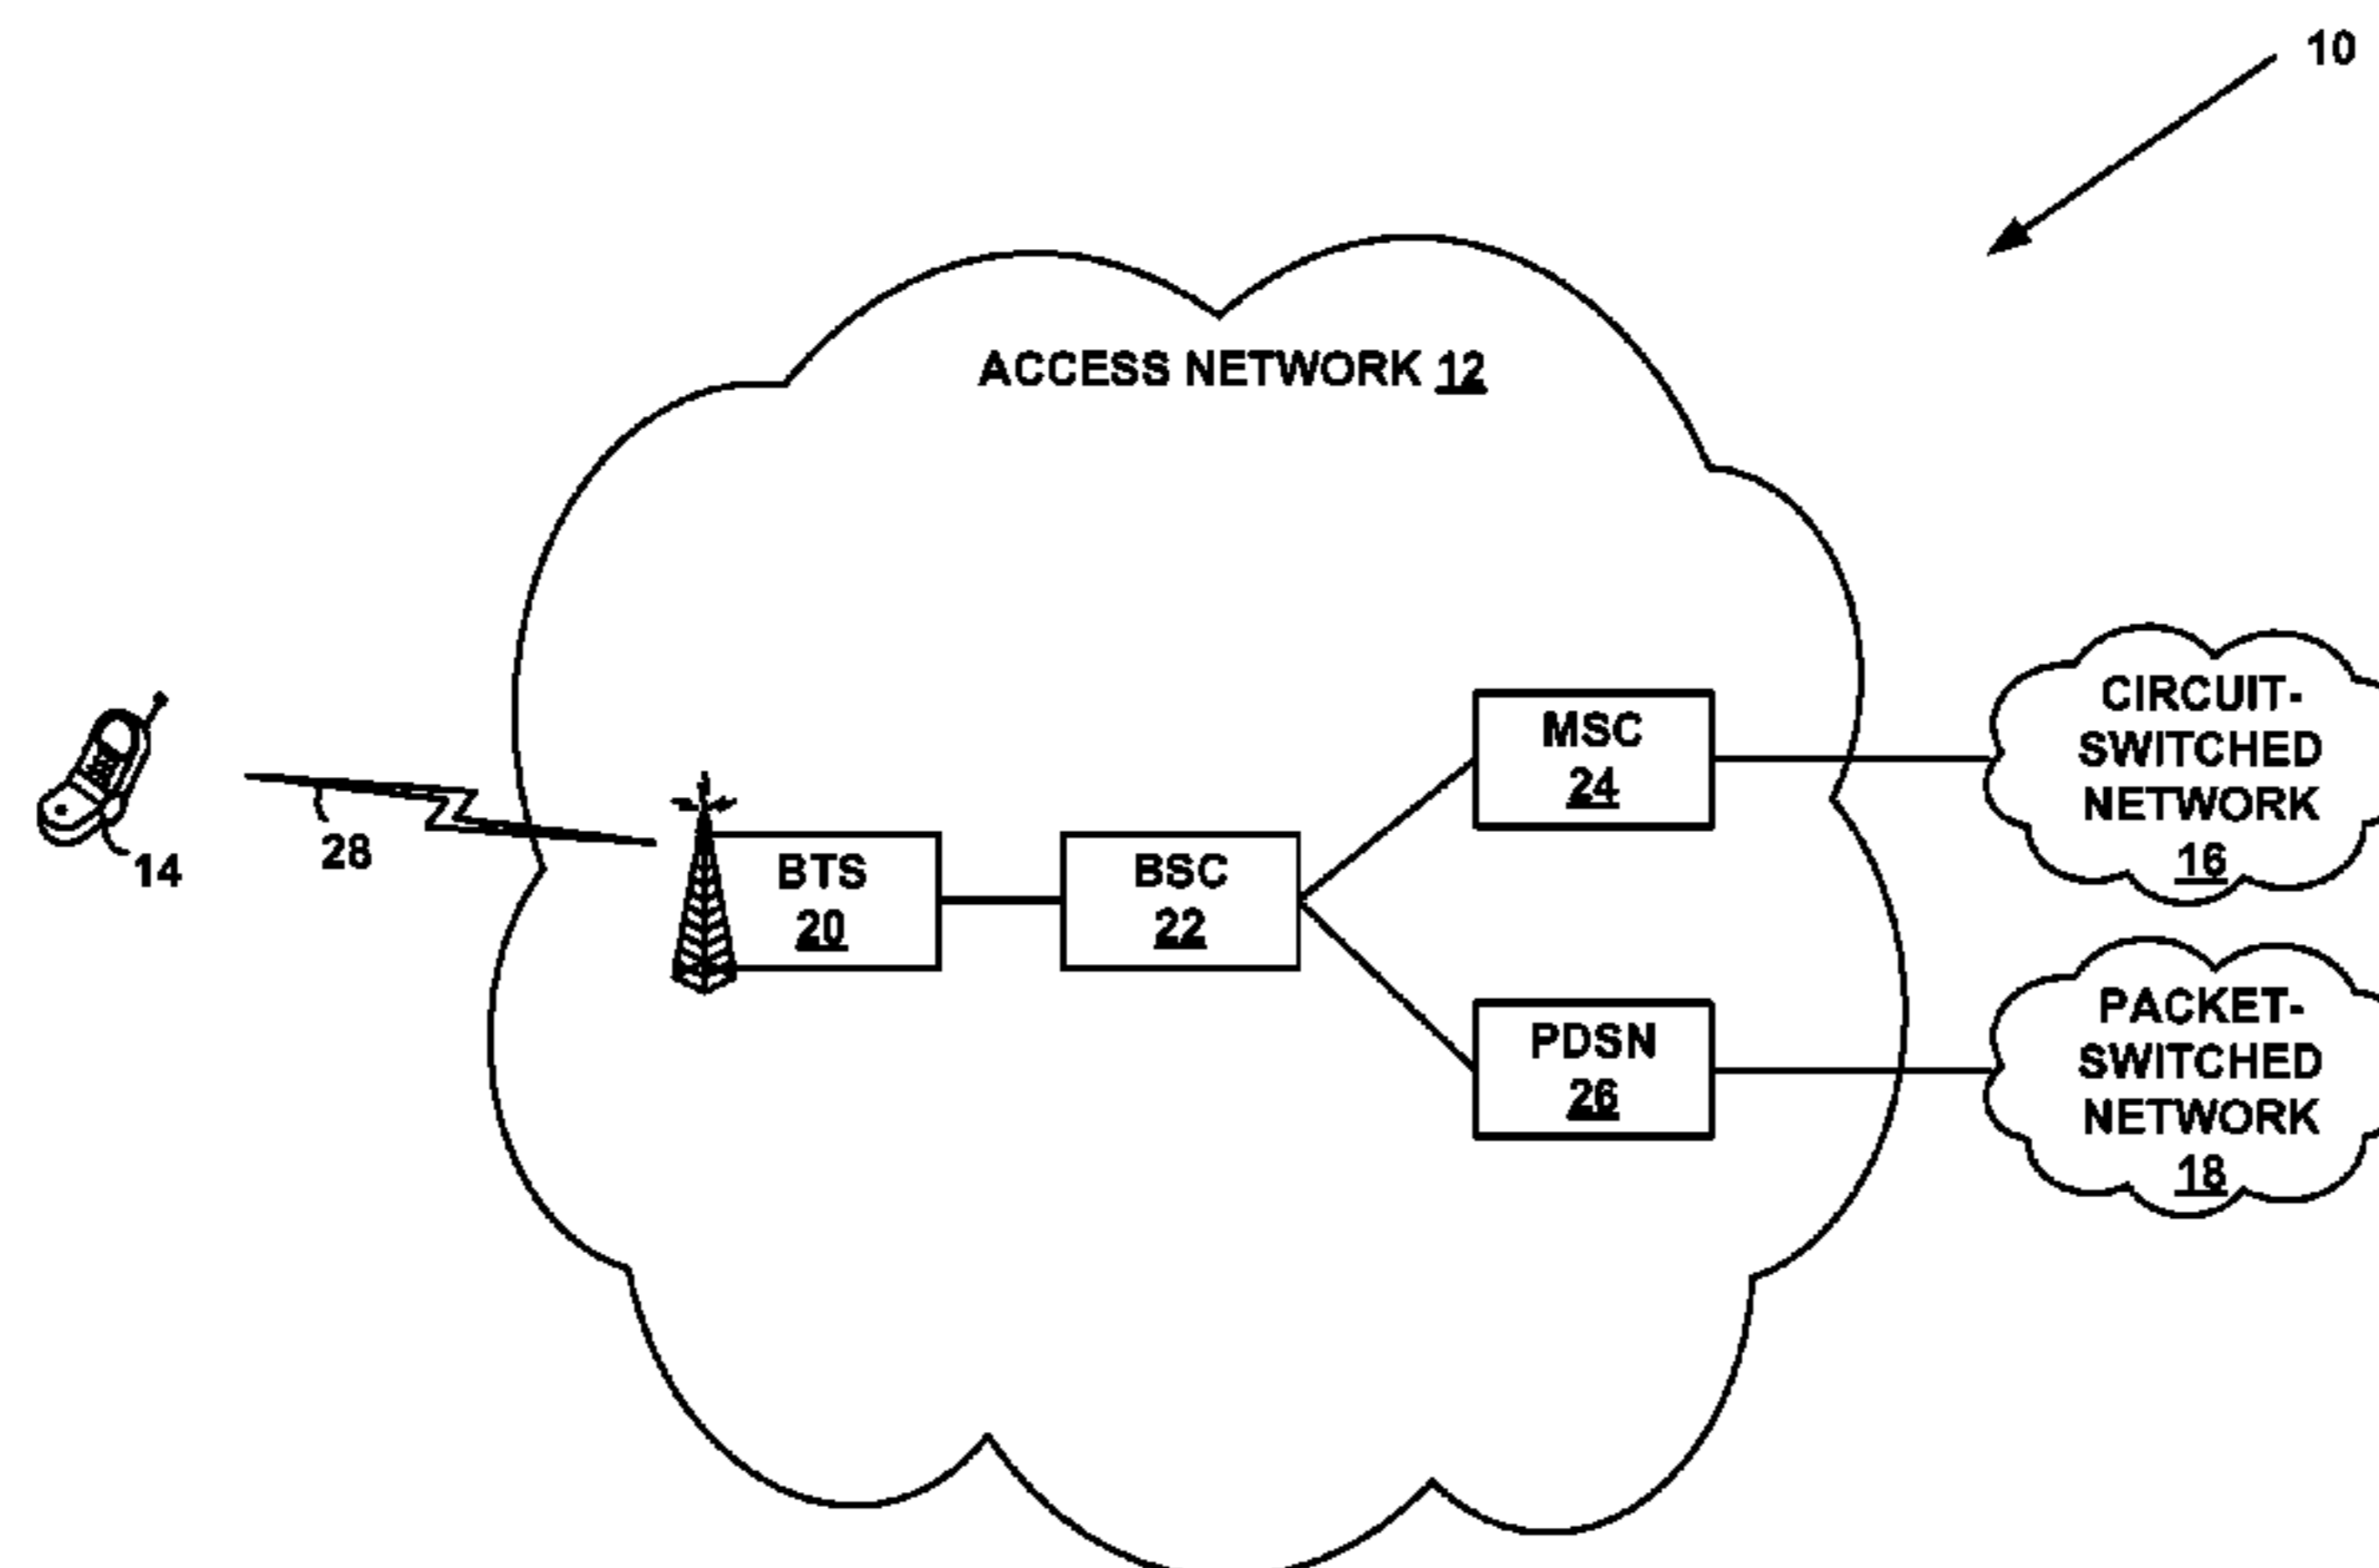 10
ACCESS NETWORK 12
14
28
BTS
20
BSC
22
MSC
24
PDSN
26
CIRCUIT-
SWITCHED
NETWORK
16
PACKET-
SWITCHED
NETWORK
18